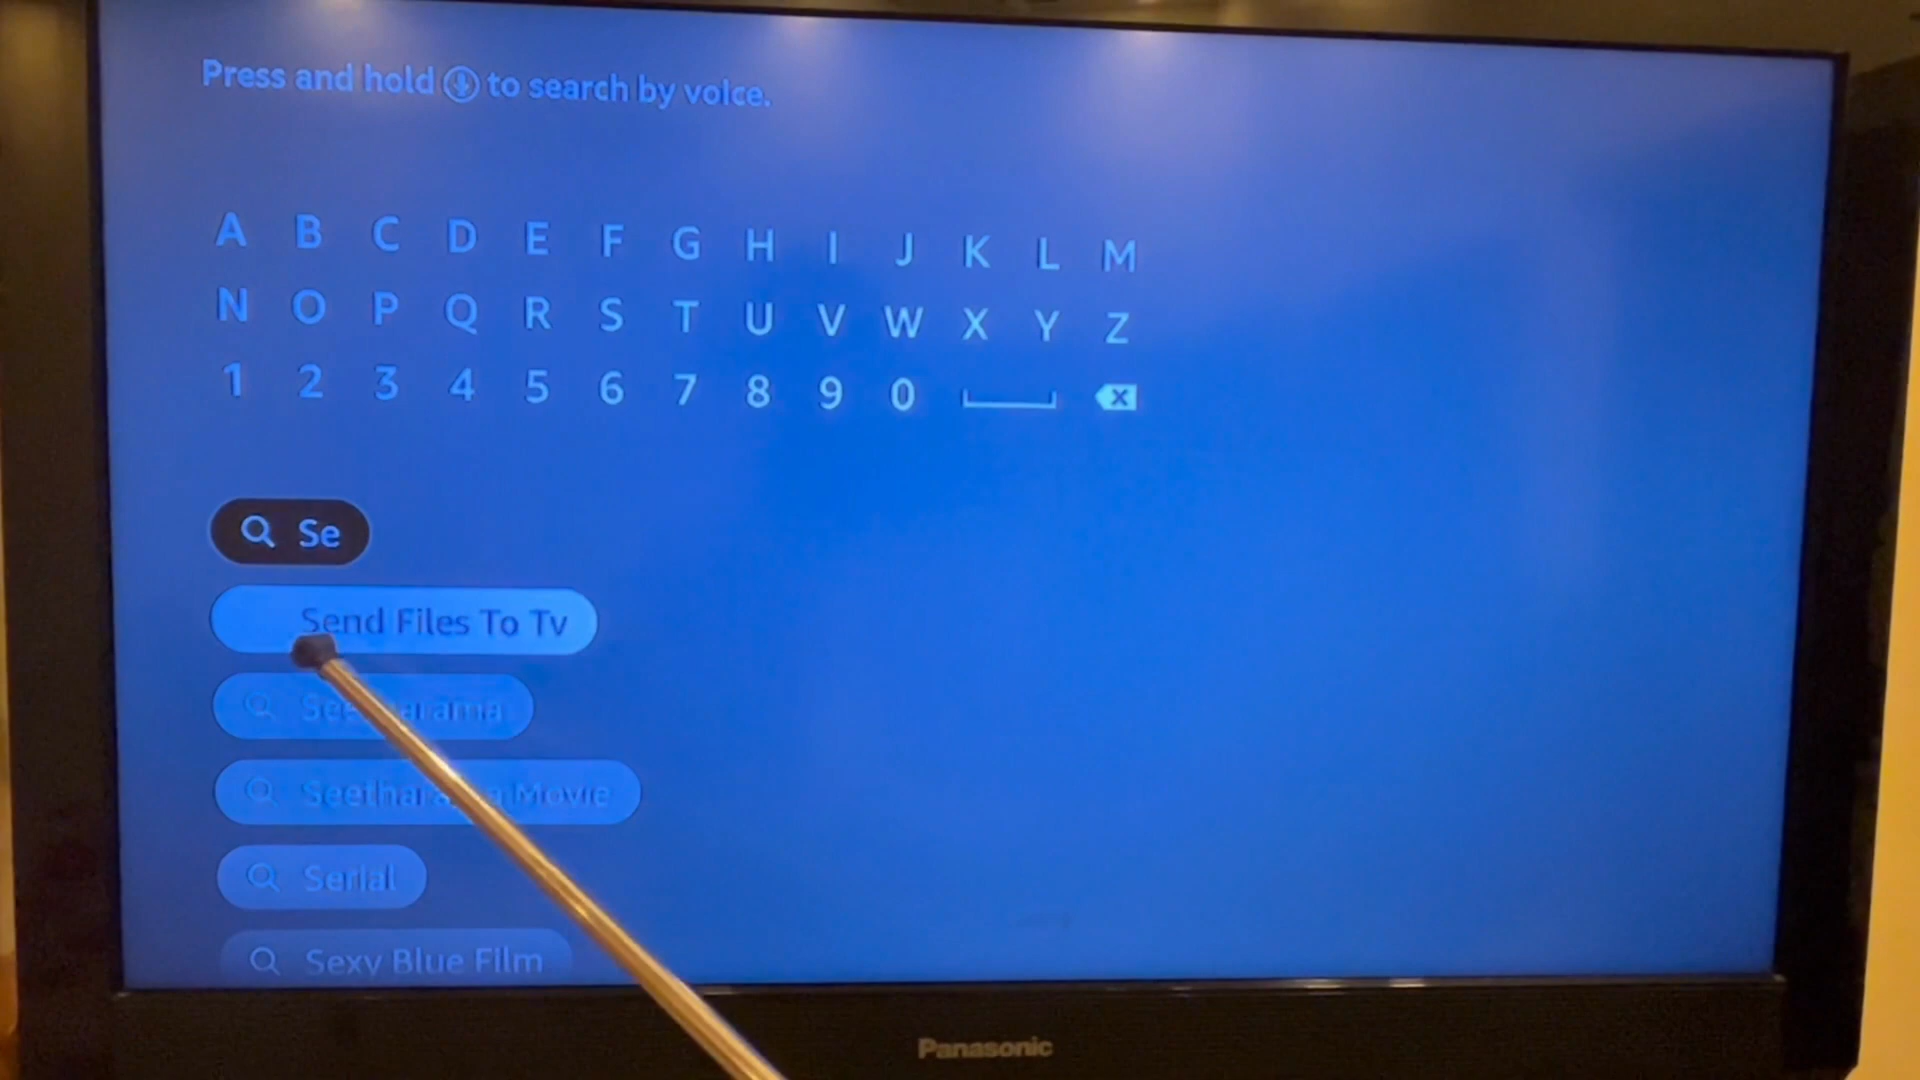 Press and hold to search by voice.
A B C D E F G H I J K L M
N O P Q R S T U V W X Y Z
1 2 3 4 5 6 7 8 9 0
Se
Send Files To Tv
Movie
Serial
Sexy Blue Film
Panasonic